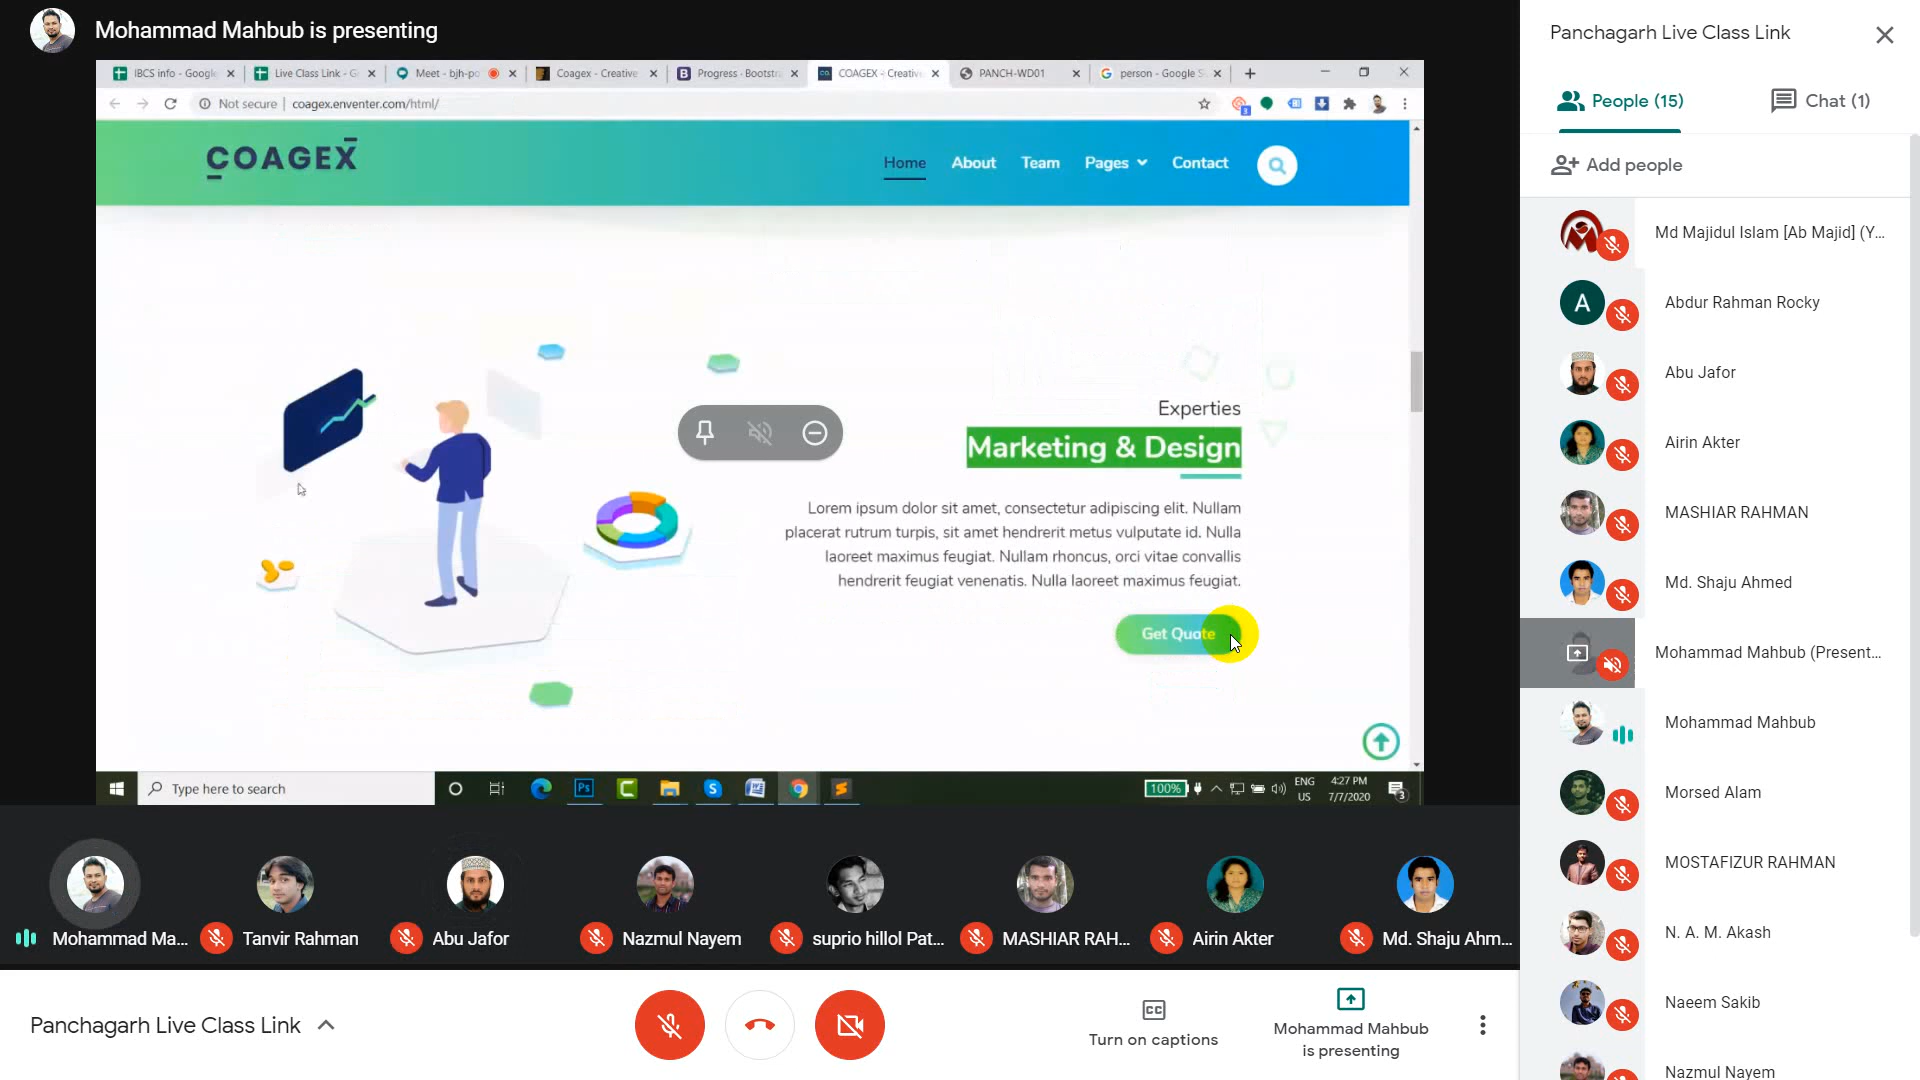 Mohammad Mahbub is presenting
IBCS info - Google
Live Class Link - G
Meet - bjh-po
Coagex - Creative
Progress - Bootstr
COAGEX - Creativ
PANCH-WD01
person - Google S
Not secure | coagex.enventer.com/html/
COAGEX
Home
About
Team
Pages
Contact
Experties
Marketing & Design
Lorem ipsum dolor sit amet, consectetur adipiscing elit. Nullam
placerat rutrum turpis, sit amet hendrerit metus vulputate id. Nulla
laoreet maximus feugiat. Nullam rhoncus, orci vitae convallis
hendrerit feugiat venenatis. Nulla laoreet maximus feugiat.
Get Quote
Type here to search
Ps
100%
ENG
US
4:27 PM
7/7/2020
3
Mohammad Ma...
Tanvir Rahman
Abu Jafor
Nazmul Nayem
suprio hillol Pat...
MASHIAR RAH...
Airin Akter
Md. Shaju Ahm...
Panchagarh Live Class Link
Turn on captions
Mohammad Mahbub
is presenting
Panchagarh Live Class Link
People (15)
Chat (1)
Add people
Md Majidul Islam [Ab Majid] (Y...
A
Abdur Rahman Rocky
Abu Jafor
Airin Akter
MASHIAR RAHMAN
Md. Shaju Ahmed
Mohammad Mahbub (Present...
Mohammad Mahbub
Morsed Alam
MOSTAFIZUR RAHMAN
N. A. M. Akash
Naeem Sakib
Nazmul Nayem